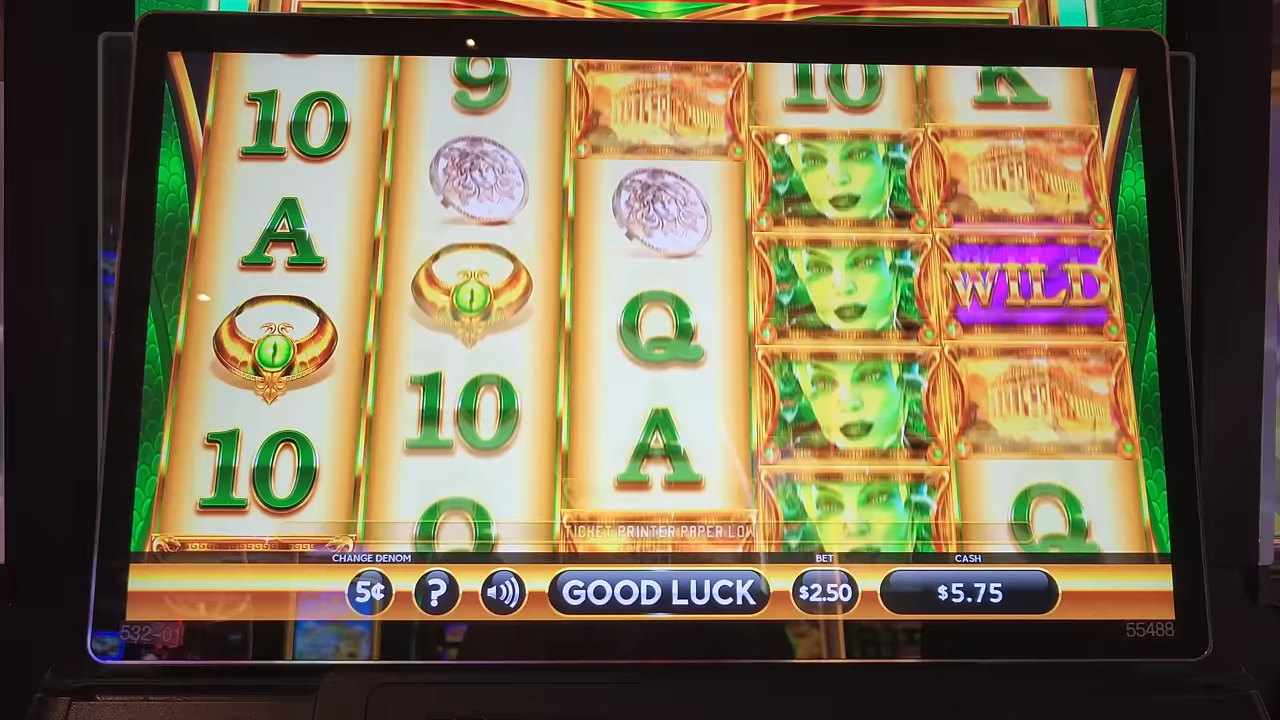 9 10 K
10
A
WILD
Q
10
A
10
Q Q
TICKET PRINTER PAPER LOW
CHANGE DENOM BET CASH
5¢ ? GOOD LUCK $2.50 $5.75
532-01 55488